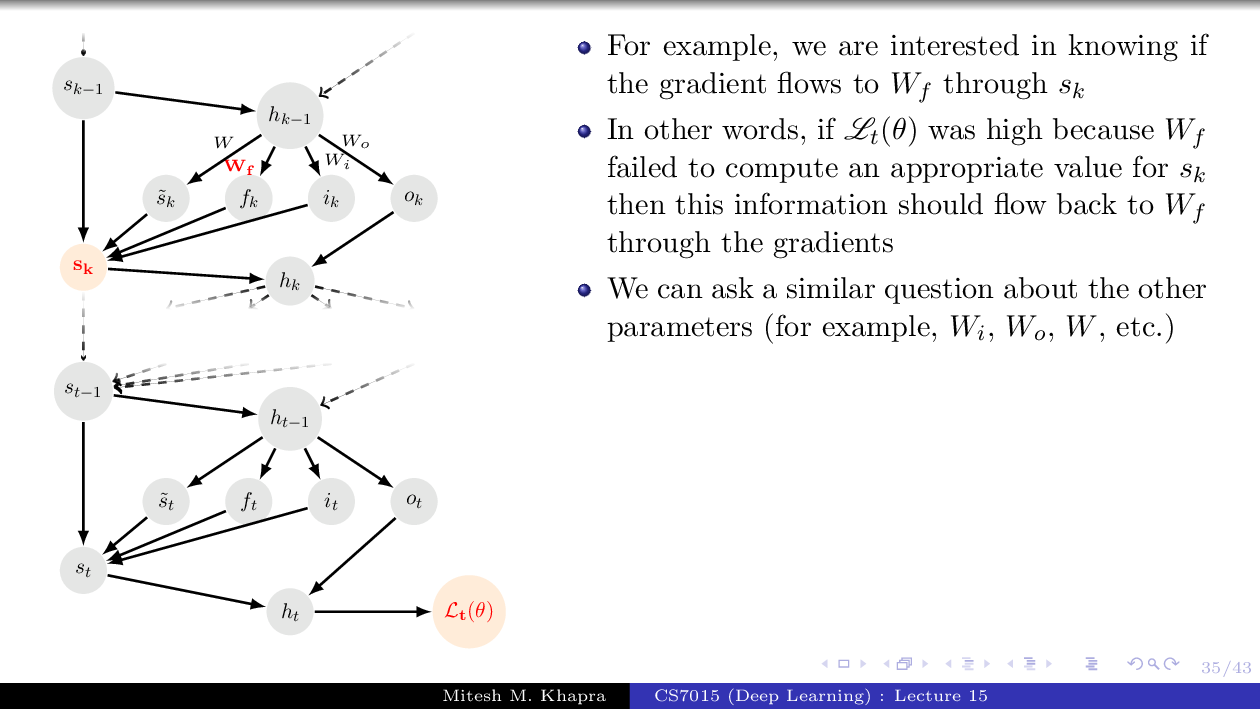 s_{k−1}
h_{k−1}
W
W_o
W_f
W_i
s̃_k
f_k
i_k
o_k
s_k
h_k
s_{t−1}
h_{t−1}
s̃_t
f_t
i_t
o_t
s_t
h_t
ℒ_t(θ)
For example, we are interested in knowing if
the gradient flows to W_f through s_k
In other words, if ℒ_t(θ) was high because W_f
failed to compute an appropriate value for s_k
then this information should flow back to W_f
through the gradients
We can ask a similar question about the other
parameters (for example, W_i, W_o, W, etc.)
35/43
Mitesh M. Khapra
CS7015 (Deep Learning) : Lecture 15